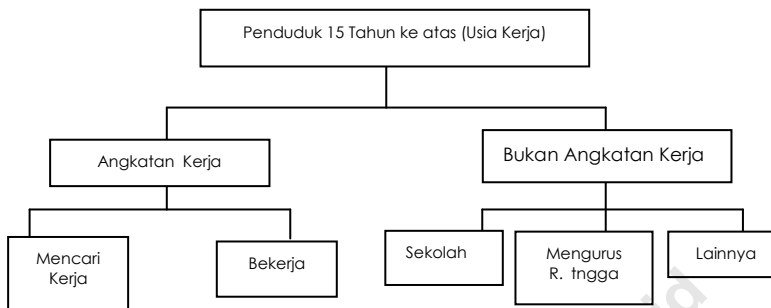 Penduduk 15 Tahun ke atas (Usia Kerja)
Angkatan Kerja
Bukan Angkatan Kerja
Mencari
Kerja
Bekerja
Sekolah
Mengurus
R. tngga
Lainnya